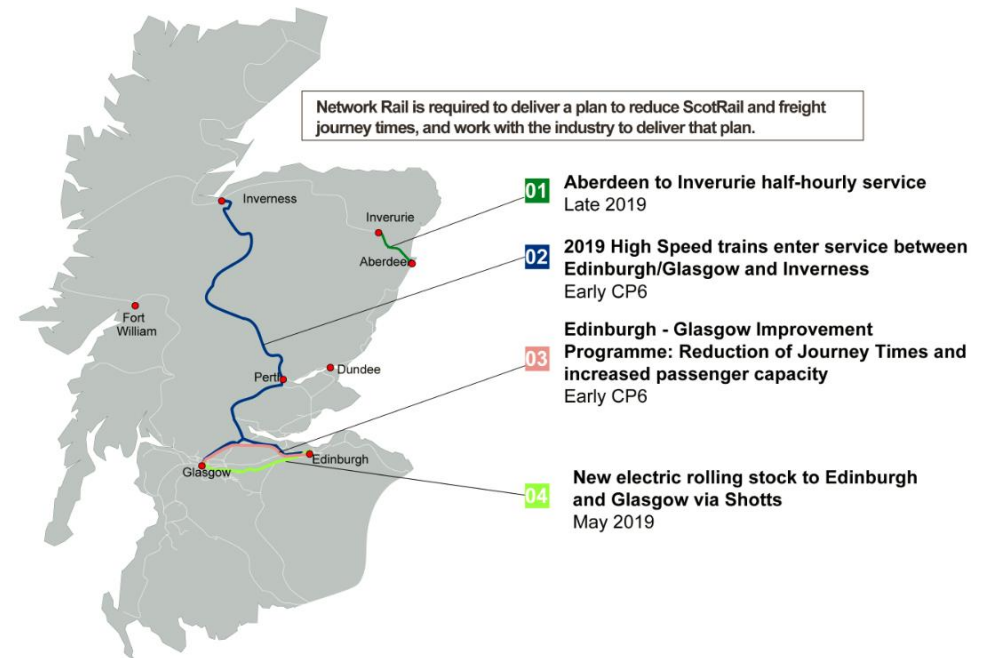 Network Rail is required to deliver a plan to reduce ScotRail and freight
journey times, and work with the industry to deliver that plan.
01
Aberdeen to Inverurie half-hourly service
Late 2019
02
2019 High Speed trains enter service between
Edinburgh/Glasgow and Inverness
Early CP6
03
Edinburgh - Glasgow Improvement
Programme: Reduction of Journey Times and
increased passenger capacity
Early CP6
04
New electric rolling stock to Edinburgh
and Glasgow via Shotts
May 2019
Inverness
Inverurie
Aberdeen
Fort
William
Perth
Dundee
Edinburgh
Glasgow